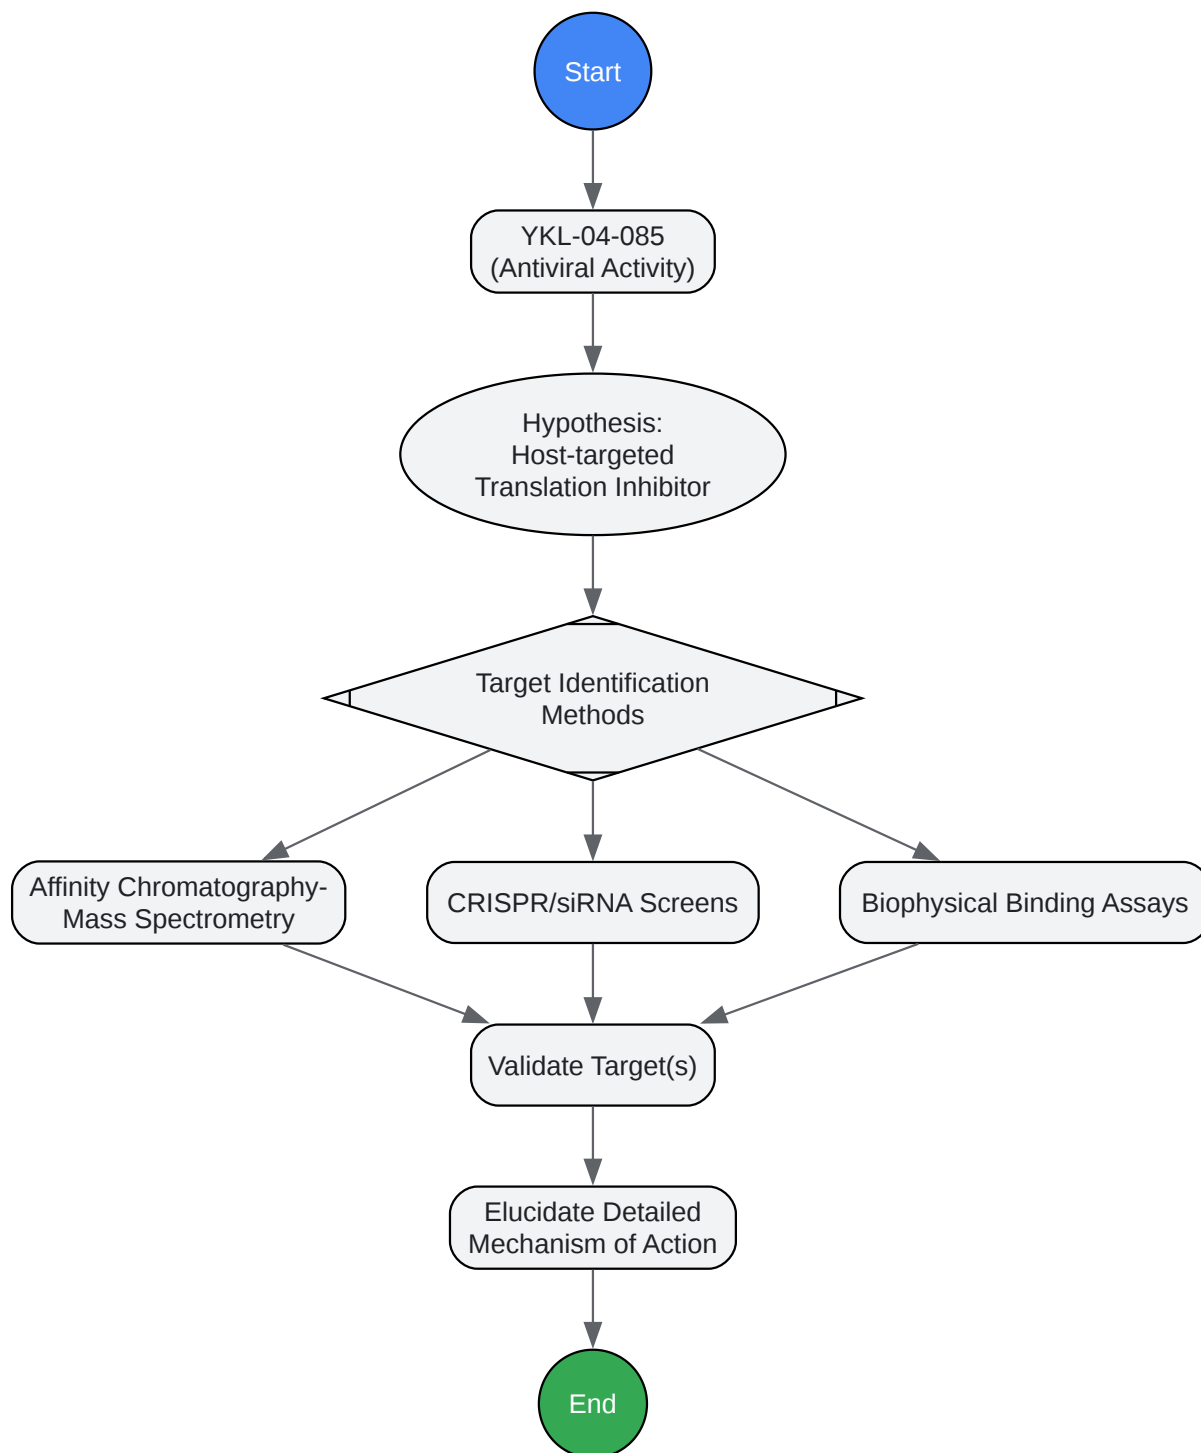 Start
YKL-04-085
(Antiviral Activity)
Hypothesis:
Host-targeted
Translation Inhibitor
Target Identification
Methods
Affinity Chromatography-
Mass Spectrometry
CRISPR/siRNA Screens
Biophysical Binding Assays
Validate Target(s)
Elucidate Detailed
Mechanism of Action
End